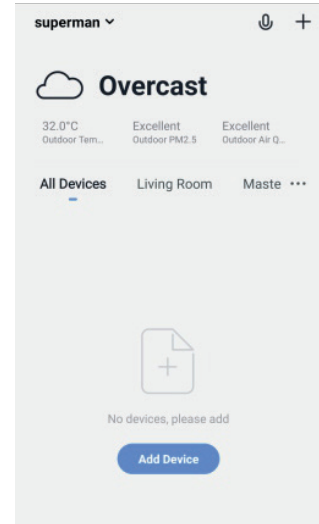 superman
Overcast
32.0°C Excellent Excellent
Outdoor Tem... Outdoor PM2.5 Outdoor Air Q...
All Devices Living Room Maste ...
No devices, please add
Add Device